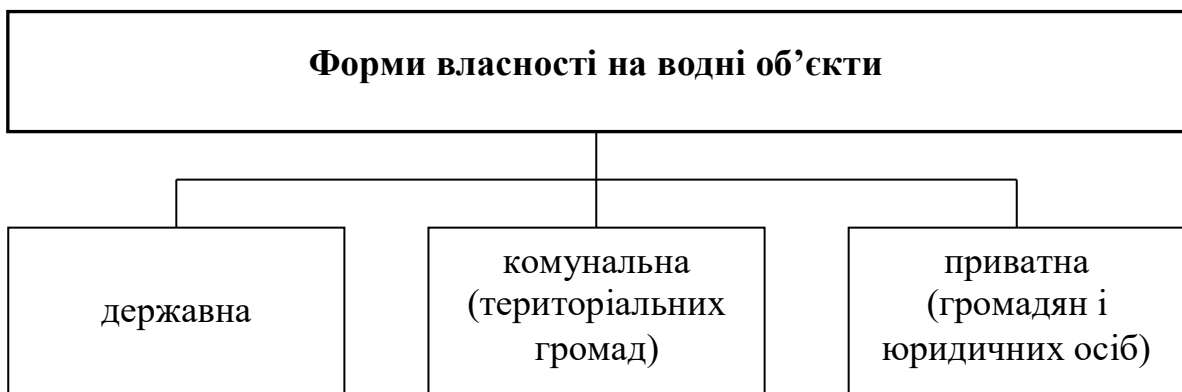 Форми власності на водні об’єкти
державна
комунальна
(територіальних
громад)
приватна
(громадян і
юридичних осіб)